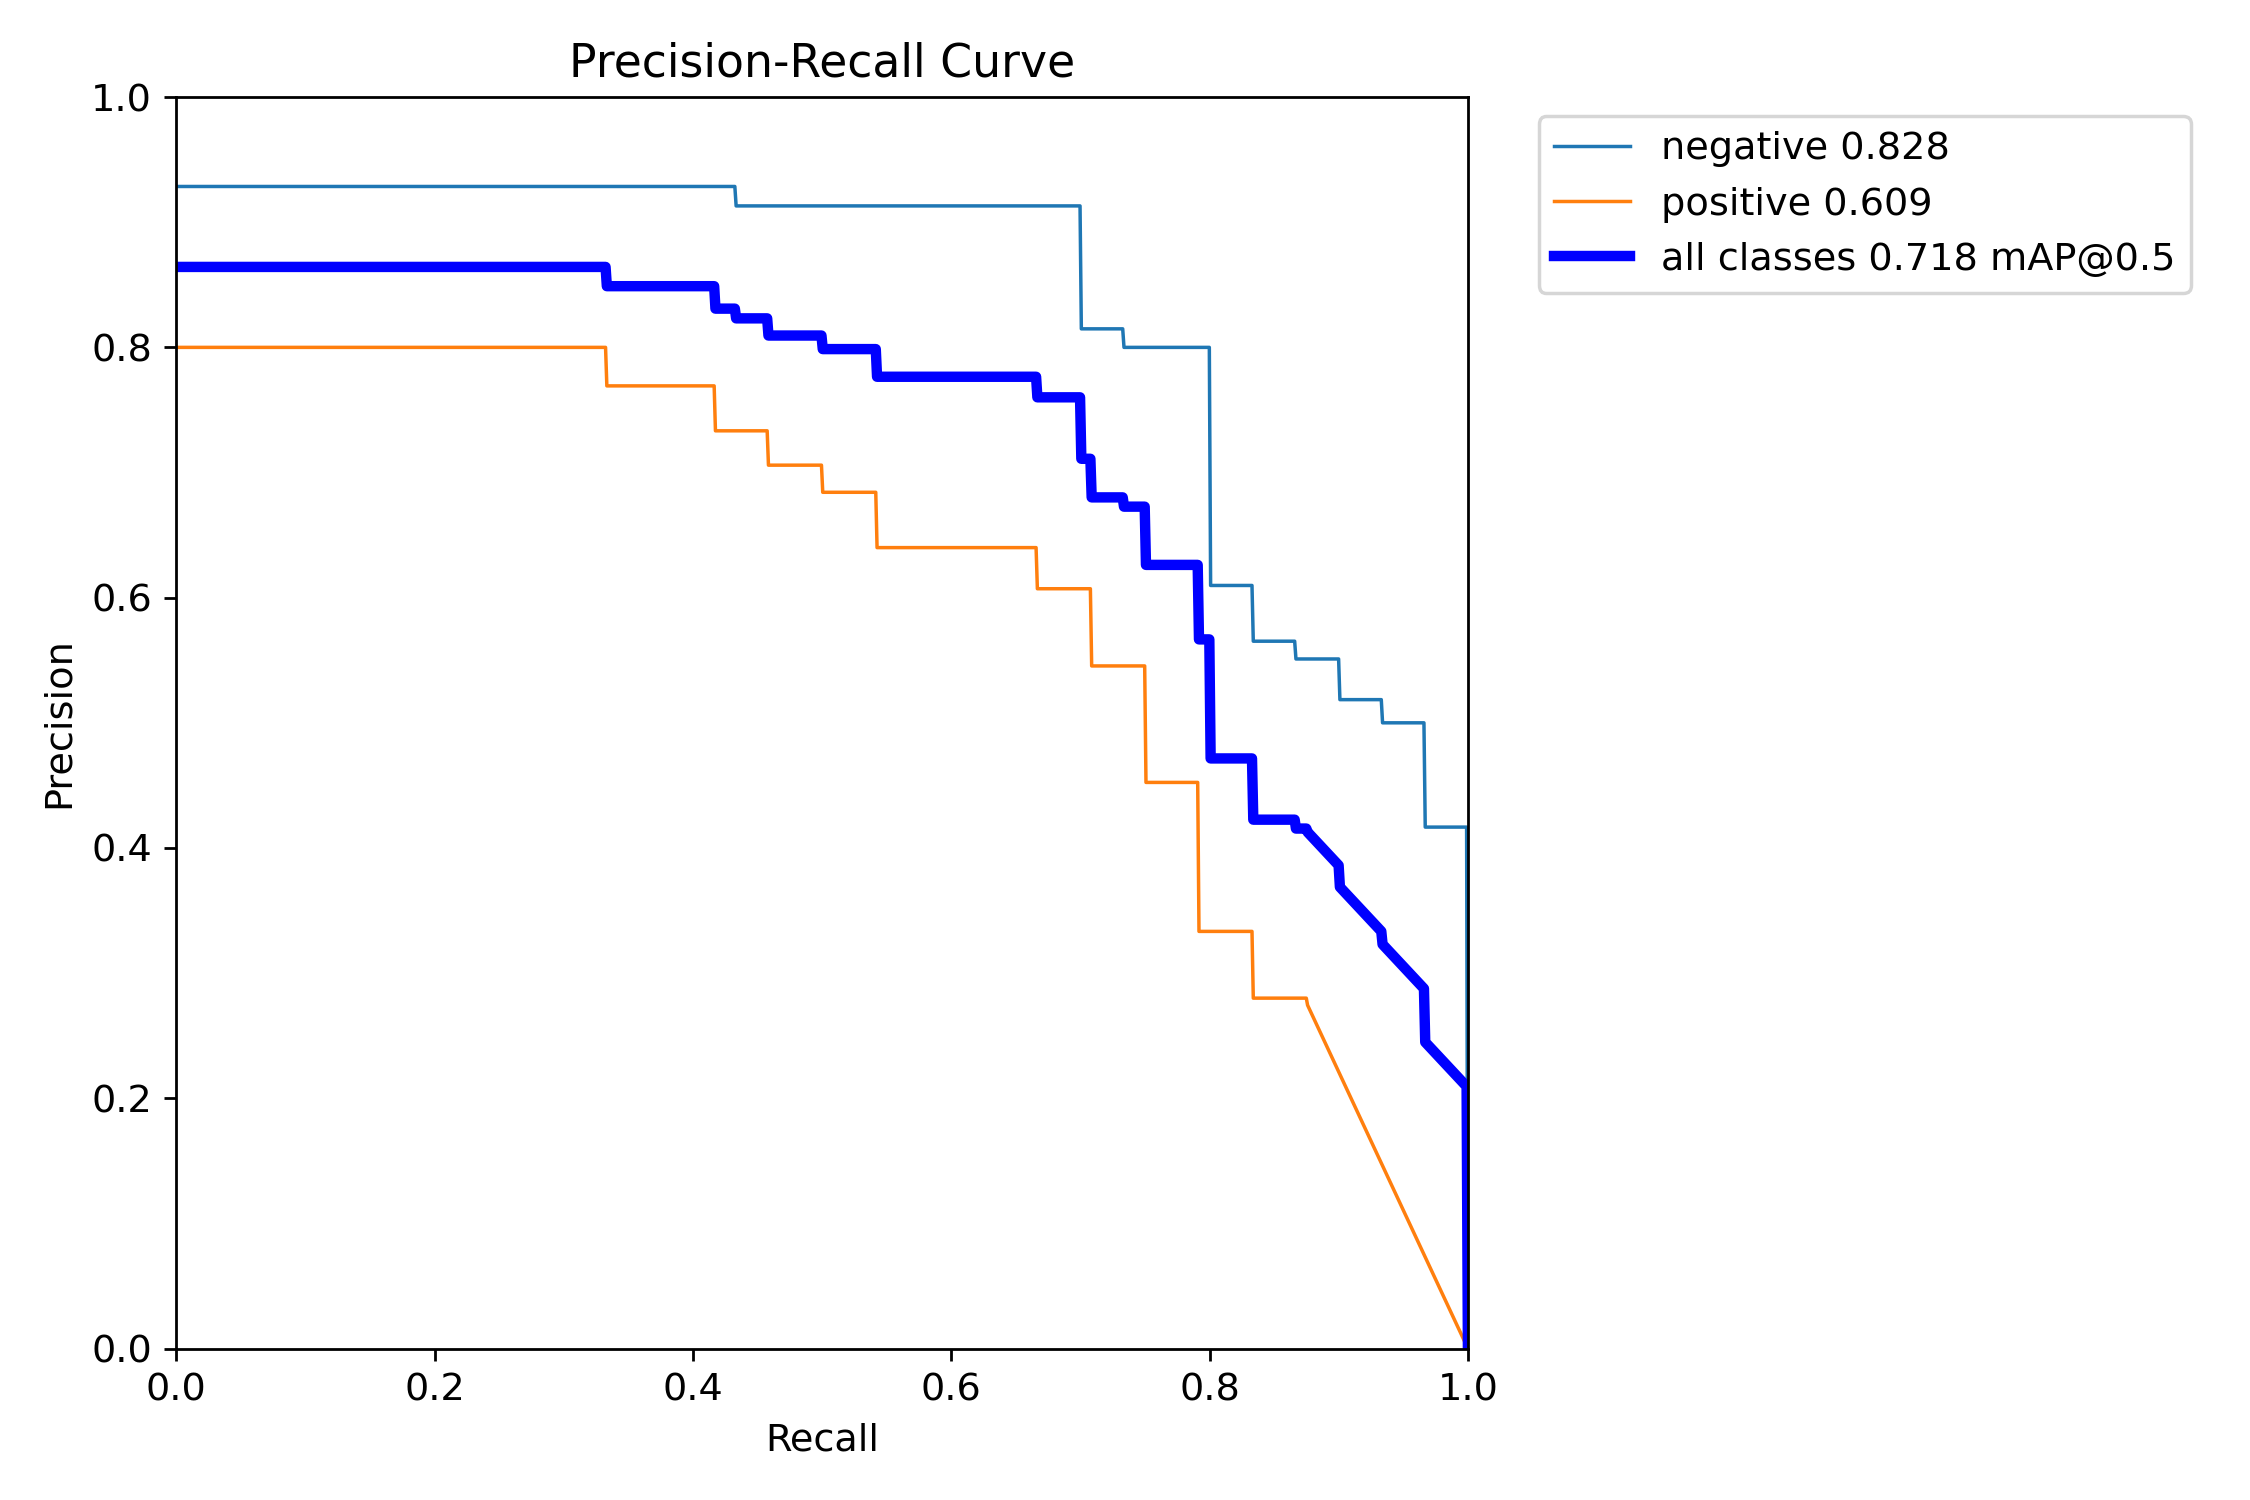 Precision-Recall Curve
1.0
0.8
0.6
0.4
0.2
0.0
Precision
0.0 0.2 0.4 0.6 0.8 1.0
Recall
negative 0.828
positive 0.609
all classes 0.718 mAP@0.5